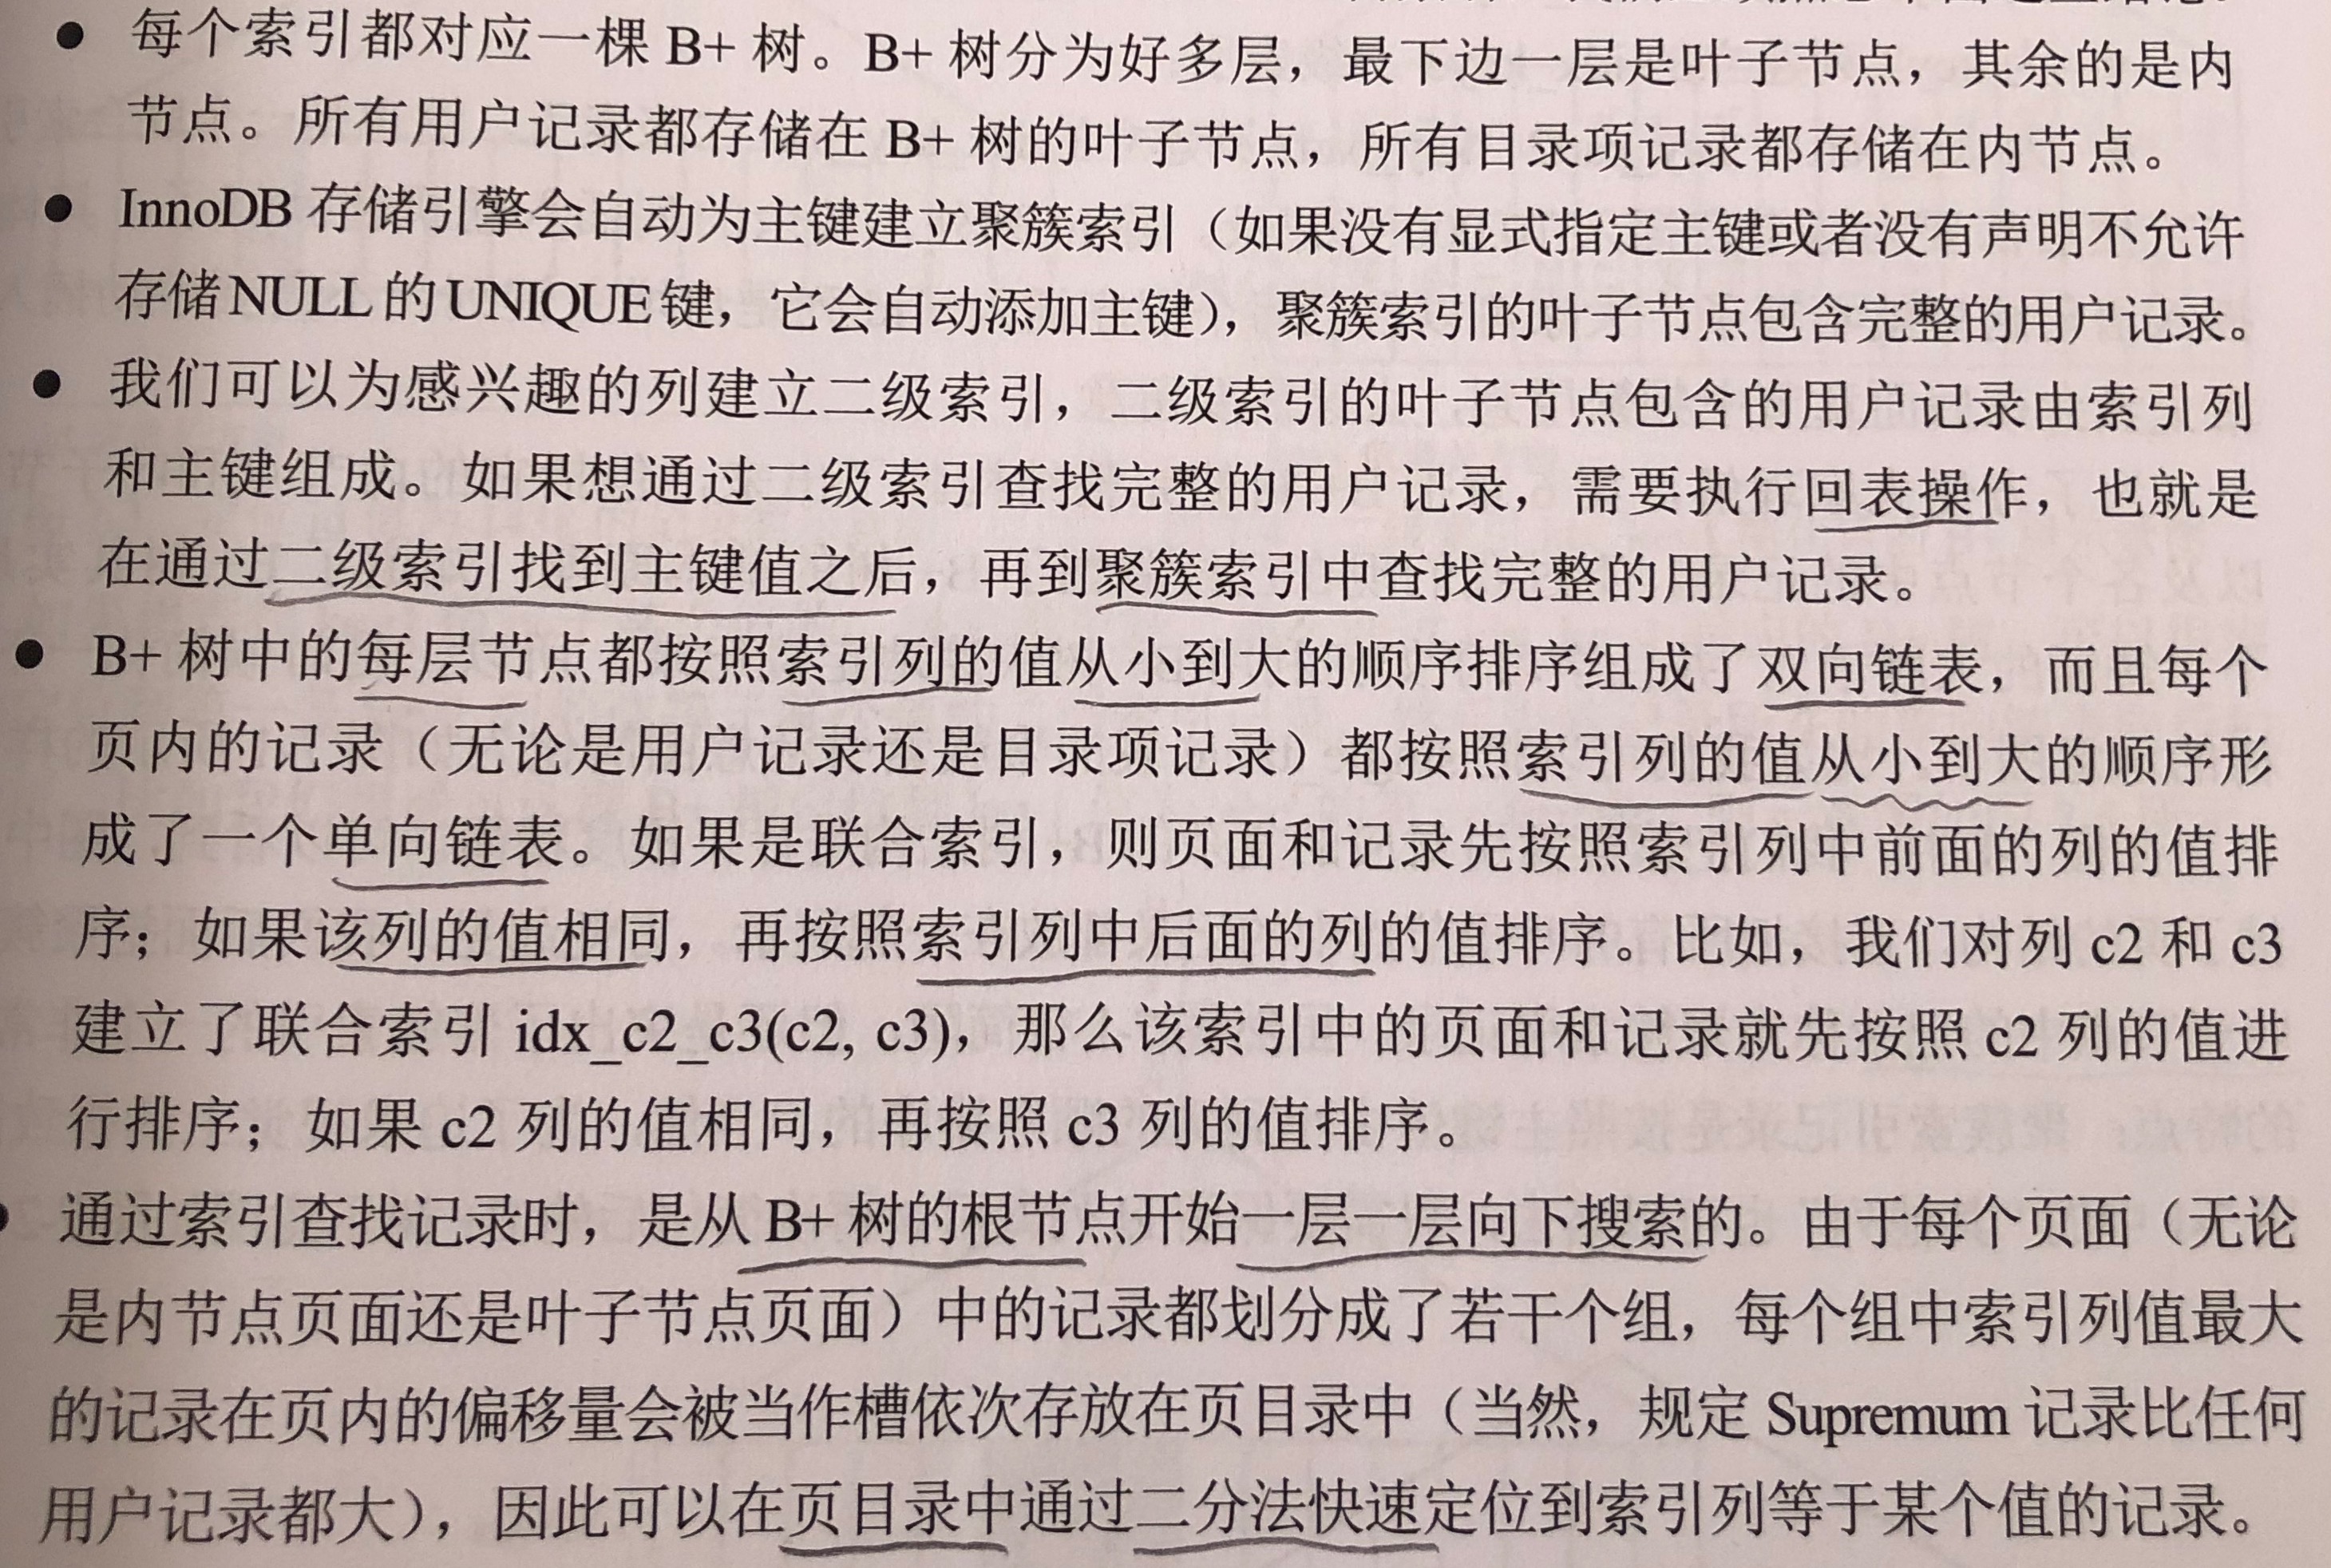 ● 每个索引都对应一棵 B+ 树。B+ 树分为好多层，最下边一层是叶子节点，其余的是内
节点。所有用户记录都存储在 B+ 树的叶子节点，所有目录项记录都存储在内节点。
● InnoDB 存储引擎会自动为主键建立聚簇索引（如果没有显式指定主键或者没有声明不允许
存储 NULL 的 UNIQUE 键，它会自动添加主键），聚簇索引的叶子节点包含完整的用户记录。
● 我们可以为感兴趣的列建立二级索引，二级索引的叶子节点包含的用户记录由索引列
和主键组成。如果想通过二级索引查找完整的用户记录，需要执行回表操作，也就是
在通过二级索引找到主键值之后，再到聚簇索引中查找完整的用户记录。
● B+ 树中的每层节点都按照索引列的值从小到大的顺序排序组成了双向链表，而且每个
页内的记录（无论是用户记录还是目录项记录）都按照索引列的值从小到大的顺序形
成了一个单向链表。如果是联合索引，则页面和记录先按照索引列中前面的列的值排
序；如果该列的值相同，再按照索引列中后面的列的值排序。比如，我们对列 c2 和 c3
建立了联合索引 idx_c2_c3(c2, c3)，那么该索引中的页面和记录就先按照 c2 列的值进
行排序；如果 c2 列的值相同，再按照 c3 列的值排序。
● 通过索引查找记录时，是从 B+ 树的根节点开始一层一层向下搜索的。由于每个页面（无论
是内节点页面还是叶子节点页面）中的记录都划分成了若干个组，每个组中索引列值最大
的记录在页内的偏移量会被当作槽依次存放在页目录中（当然，规定 Supremum 记录比任何
用户记录都大），因此可以在页目录中通过二分法快速定位到索引列等于某个值的记录。